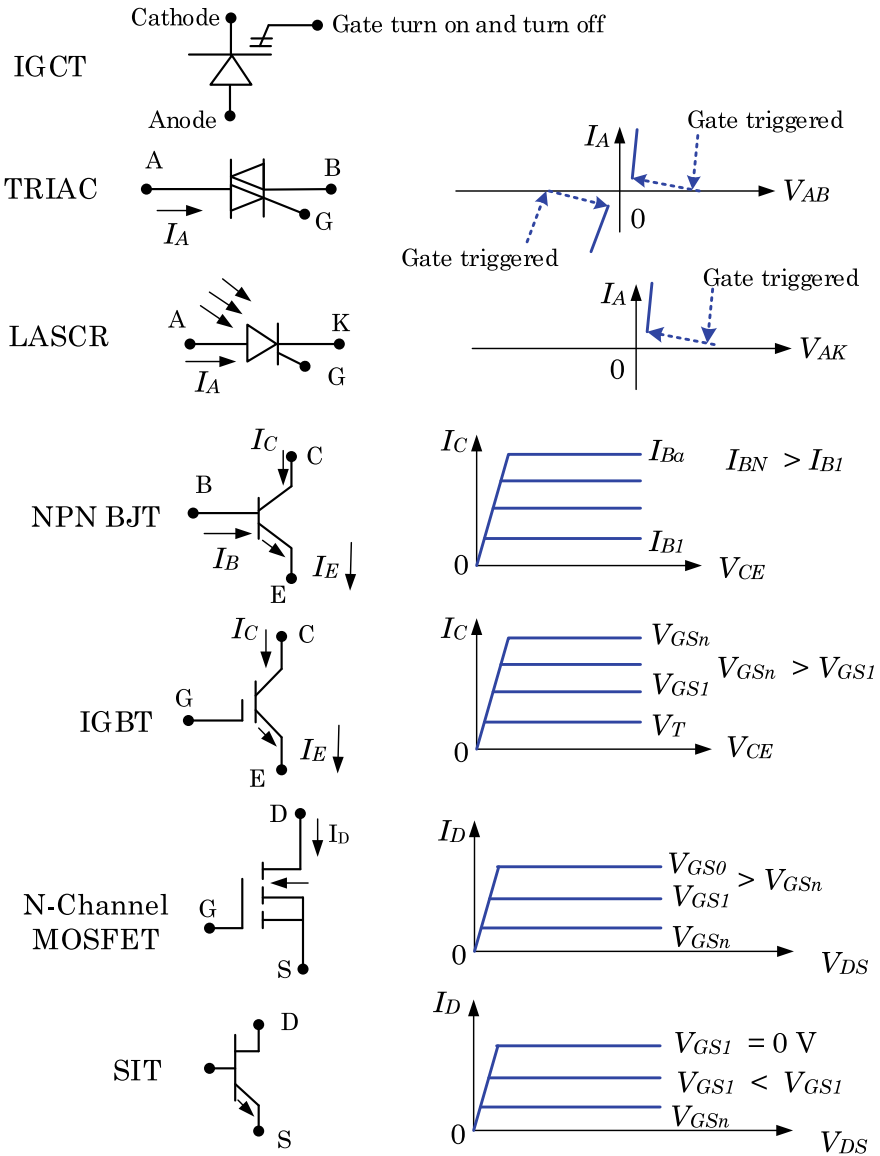 Cathode
Gate turn on and turn off
IGCT
Anode
TRIAC
A
B
G
I_A
I_A
Gate triggered
V_AB
0
Gate triggered
LASCR
A
K
G
I_A
I_A
Gate triggered
V_AK
0
NPN BJT
I_C
C
B
I_B
I_E
E
I_C
I_Ba
I_BN > I_B1
I_B1
0
V_CE
IGBT
I_C
C
G
I_E
E
I_C
V_GSn
V_GSn > V_GS1
V_GS1
V_T
0
V_CE
N-Channel
MOSFET
D
I_D
G
S
I_D
V_GS0
V_GS1 > V_GSn
V_GSn
0
V_DS
SIT
D
S
I_D
V_GS1 = 0 V
V_GS1 < V_GS1
V_GSn
0
V_DS